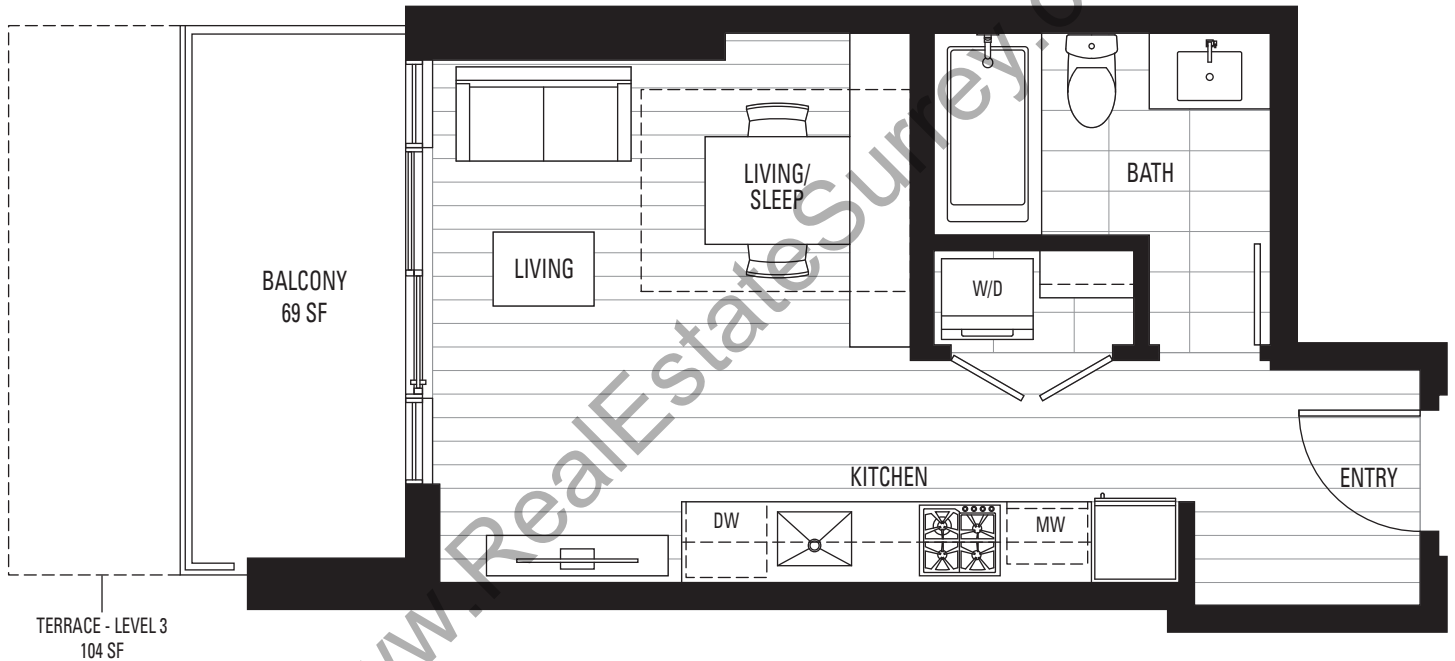 LIVING/
SLEEP
BATH
BALCONY
69 SF
LIVING
W/D
KITCHEN
ENTRY
DW
MW
TERRACE - LEVEL 3
104 SF
www.RealEstateSurrey.c